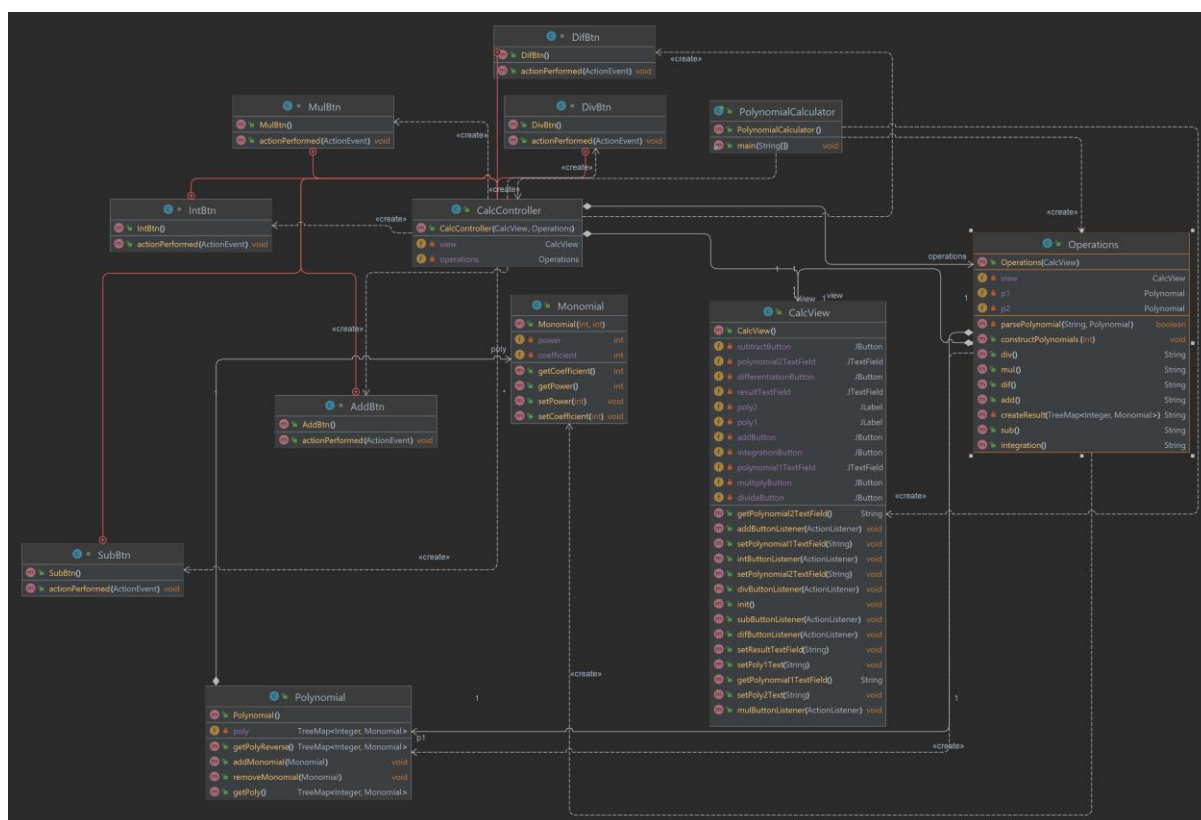 DifBtn
DifBtn()
actionPerformed(ActionEvent) void
«create»
MulBtn
MulBtn()
actionPerformed(ActionEvent) void
«create»
DivBtn
DivBtn()
actionPerformed(ActionEvent) void
«create»
PolynomialCalculator
PolynomialCalculator()
main(String[]) void
«create»
IntBtn
IntBtn()
actionPerformed(ActionEvent) void
«create»
CalcController
CalcController(CalcView, Operations)
view CalcView
operations Operations
«create»
operations
Operations
Operations(CalcView)
view CalcView
p1 Polynomial
p2 Polynomial
parsePolynomial(String, Polynomial) boolean
constructPolynomials(int) void
div() String
mul() String
dif() String
add() String
createResult(TreeMap<Integer, Monomial>) String
sub() String
integration() String
1
1
1
1
view
1
view
1
Monomial
Monomial(int, int)
power int
coefficient int
getCoefficient() int
getPower() int
setPower(int) void
setCoefficient(int) void
poly
*
CalcView
CalcView()
subtractButton JButton
polynomial2TextField JTextField
differentiationButton JButton
resultTextField JTextField
poly2 JLabel
poly1 JLabel
addButton JButton
integrationButton JButton
polynomial1TextField JTextField
multiplyButton JButton
divideButton JButton
getPolynomial2TextField() String
addButtonListener(ActionListener) void
setPolynomial1TextField(String) void
intButtonListener(ActionListener) void
setPolynomial2TextField(String) void
divButtonListener(ActionListener) void
init() void
subButtonListener(ActionListener) void
difButtonListener(ActionListener) void
setResultTextField(String) void
setPoly1Text(String) void
getPolynomial1TextField() String
setPoly2Text(String) void
mulButtonListener(ActionListener) void
«create»
«create»
AddBtn
AddBtn()
actionPerformed(ActionEvent) void
SubBtn
SubBtn()
actionPerformed(ActionEvent) void
«create»
«create»
Polynomial
Polynomial()
poly TreeMap<Integer, Monomial>
getPolyReverse() TreeMap<Integer, Monomial>
addMonomial(Monomial) void
removeMonomial(Monomial) void
getPoly() TreeMap<Integer, Monomial>
1
1
p1
«create»